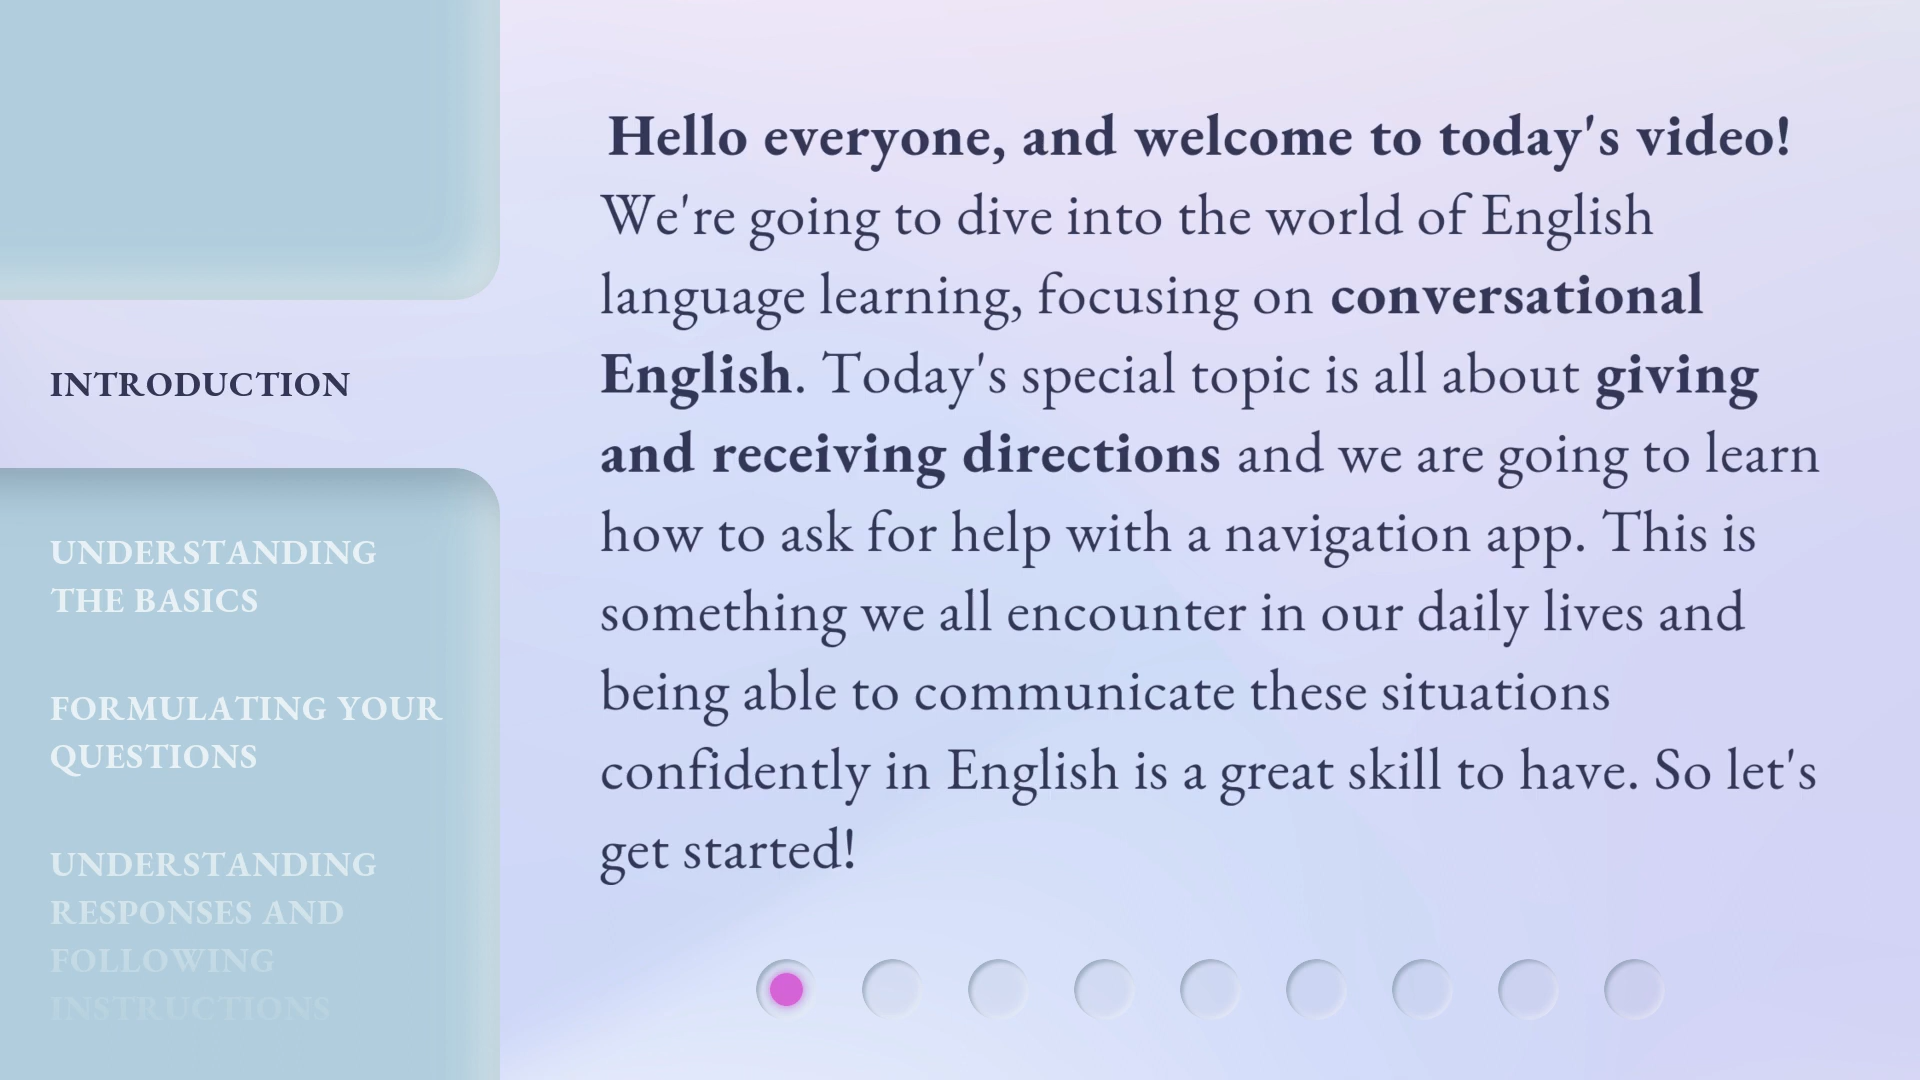 INTRODUCTION
UNDERSTANDING
THE BASICS
FORMULATING YOUR
QUESTIONS
UNDERSTANDING
RESPONSES AND
FOLLOWING
INSTRUCTIONS
Hello everyone, and welcome to today's video!
We're going to dive into the world of English
language learning, focusing on conversational
English. Today's special topic is all about giving
and receiving directions and we are going to learn
how to ask for help with a navigation app. This is
something we all encounter in our daily lives and
being able to communicate these situations
confidently in English is a great skill to have. So let's
get started!